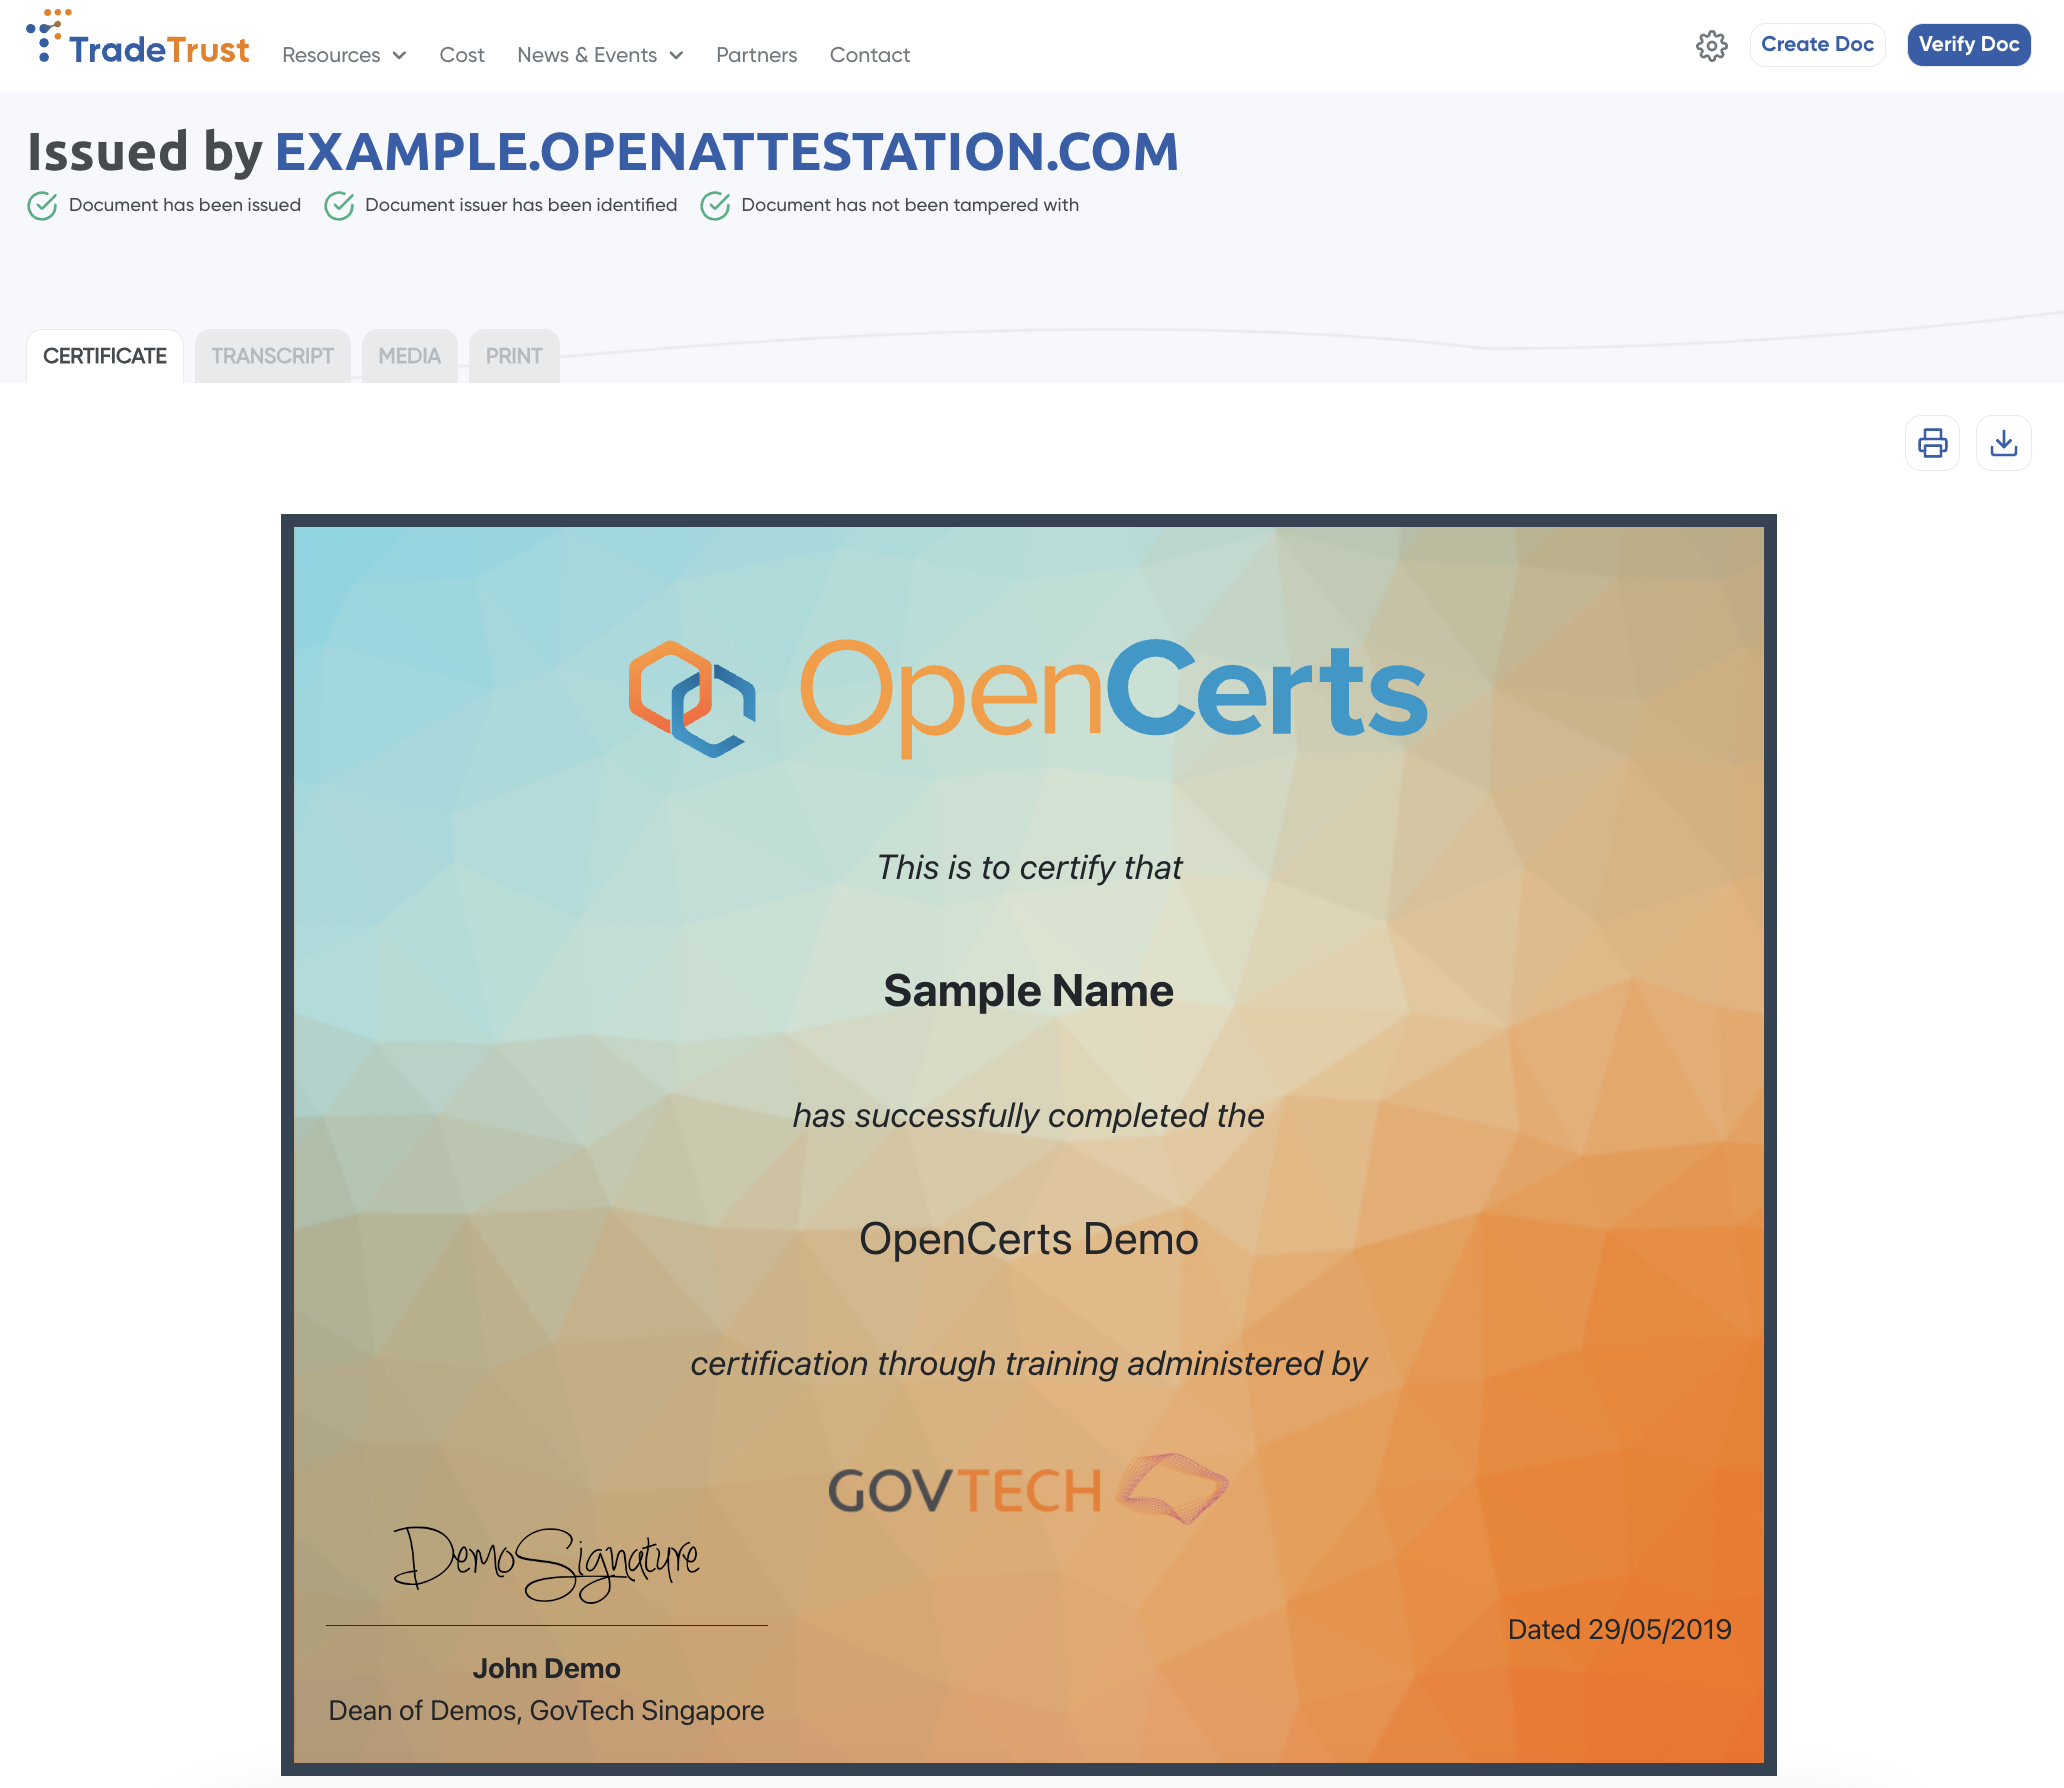 TradeTrust
Resources Cost News & Events Partners Contact
Create Doc Verify Doc
Issued by EXAMPLE.OPENATTESTATION.COM
Document has been issued Document issuer has been identified Document has not been tampered with
CERTIFICATE TRANSCRIPT MEDIA PRINT
OpenCerts
This is to certify that
Sample Name
has successfully completed the
OpenCerts Demo
certification through training administered by
GOVTECH
DemoSignature
John Demo
Dean of Demos, GovTech Singapore
Dated 29/05/2019